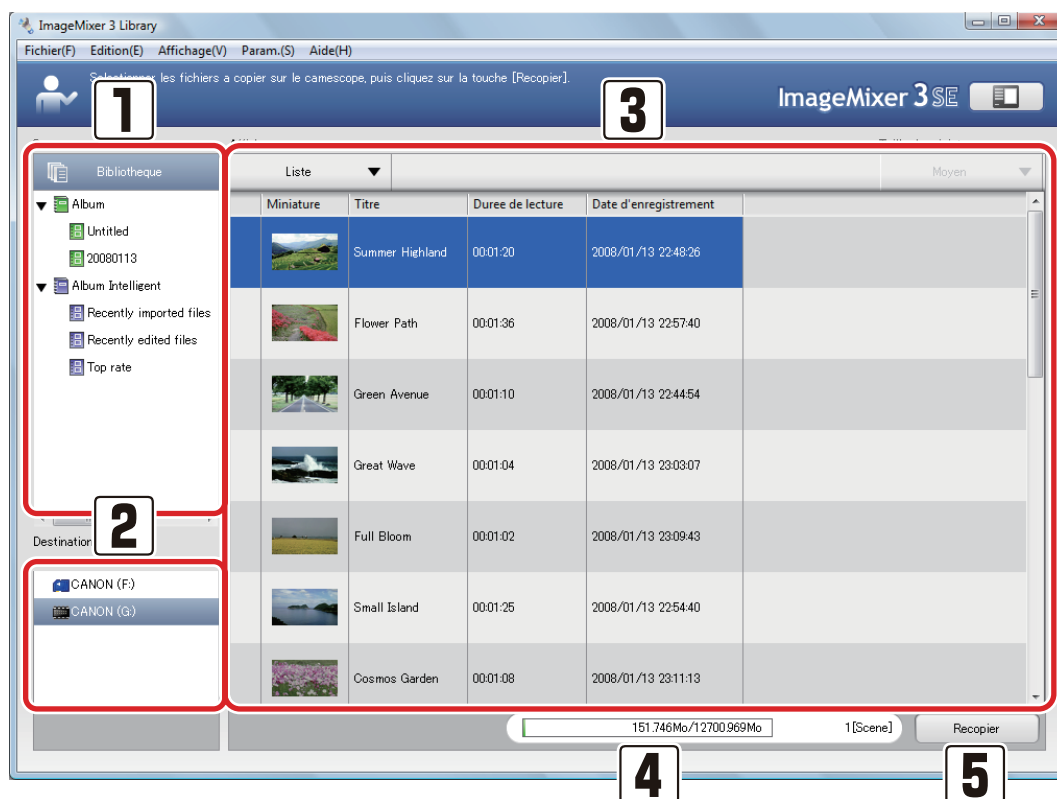 ImageMixer 3 Library
Fichier(F) Edition(E) Affichage(V) Param.(S) Aide(H)
les fichiers a copier sur le camescope, puis cliquez sur la touche [Recopier].
ImageMixer 3 SE
1
3
Bibliotheque
Liste
Moyen
Album
Untitled
20080113
Album Intelligent
Recently imported files
Recently edited files
Top rate
Miniature Titre Duree de lecture Date d'enregistrement
Summer Highland 00:01:20 2008/01/13 22:48:26
Flower Path 00:01:36 2008/01/13 22:57:40
Green Avenue 00:01:10 2008/01/13 22:44:54
Great Wave 00:01:04 2008/01/13 23:03:07
Full Bloom 00:01:02 2008/01/13 23:09:43
Small Island 00:01:25 2008/01/13 22:54:40
Cosmos Garden 00:01:08 2008/01/13 23:11:13
2
Destination
CANON (F:)
CANON (G:)
151.746Mo/12700.969Mo
1[Scene]
Recopier
4
5